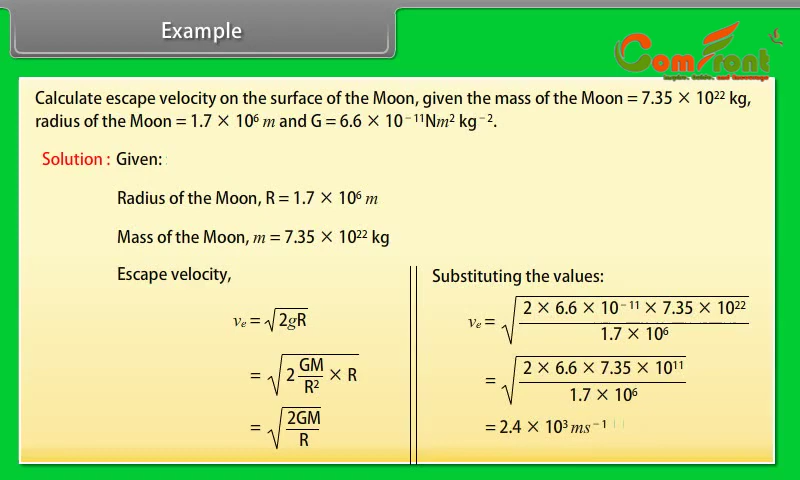 Example
ComFront
Calculate escape velocity on the surface of the Moon, given the mass of the Moon = 7.35 × 10²² kg,
radius of the Moon = 1.7 × 10⁶ m and G = 6.6 × 10⁻¹¹Nm² kg⁻².
Solution : Given:
Radius of the Moon, R = 1.7 × 10⁶ m
Mass of the Moon, m = 7.35 × 10²² kg
Escape velocity,
vₑ = √(2gR)
= √(2 GM/R² × R)
= √(2GM/R)
Substituting the values:
vₑ = √((2 × 6.6 × 10⁻¹¹ × 7.35 × 10²²)/(1.7 × 10⁶))
= √((2 × 6.6 × 7.35 × 10¹¹)/(1.7 × 10⁶))
= 2.4 × 10³ ms⁻¹